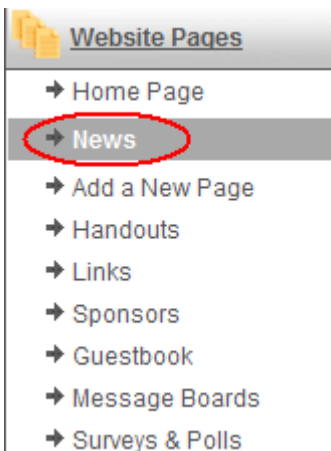 Website Pages
Home Page
News
Add a New Page
Handouts
Links
Sponsors
Guestbook
Message Boards
Surveys & Polls